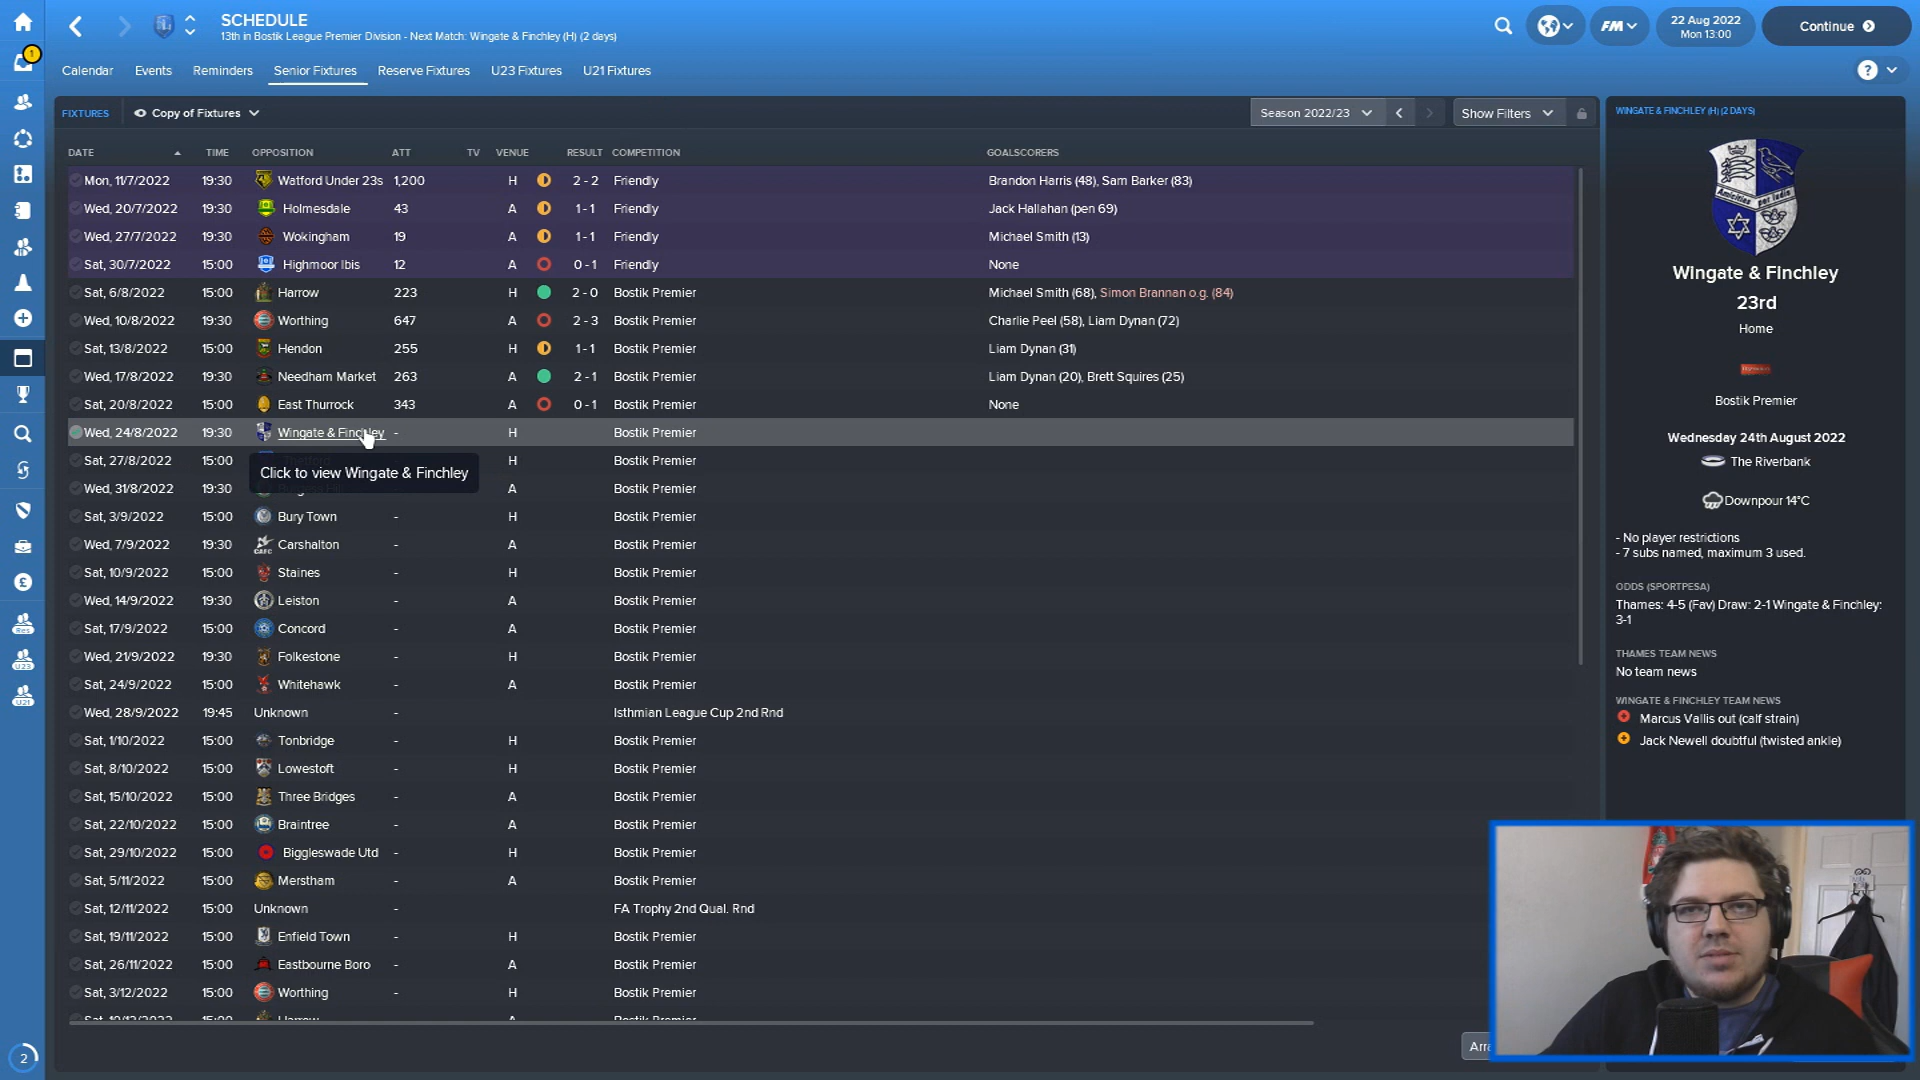 SCHEDULE
13th in Bostik League Premier Division - Next Match: Wingate & Finchley (H) (2 days)
FM
22 Aug 2022
Mon 13:00
Continue
1
Calendar Events Reminders Senior Fixtures Reserve Fixtures U23 Fixtures U21 Fixtures
?
FIXTURES Copy of Fixtures Season 2022/23 Show Filters
DATE TIME OPPOSITION ATT TV VENUE RESULT COMPETITION GOALSCORERS
Mon, 11/7/2022 19:30 Watford Under 23s 1,200 H 2 - 2 Friendly Brandon Harris (48), Sam Barker (83)
Wed, 20/7/2022 19:30 Holmesdale 43 A 1-1 Friendly Jack Hallahan (pen 69)
Wed, 27/7/2022 19:30 Wokingham 19 A 1-1 Friendly Michael Smith (13)
Sat, 30/7/2022 15:00 Highmoor Ibis 12 A 0 - 1 Friendly None
Sat, 6/8/2022 15:00 Harrow 223 H 2 - 0 Bostik Premier Michael Smith (68), Simon Brannan o.g. (84)
Wed, 10/8/2022 19:30 Worthing 647 A 2 - 3 Bostik Premier Charlie Peel (58), Liam Dynan (72)
Sat, 13/8/2022 15:00 Hendon 255 H 1-1 Bostik Premier Liam Dynan (31)
Wed, 17/8/2022 19:30 Needham Market 263 A 2 - 1 Bostik Premier Liam Dynan (20), Brett Squires (25)
Sat, 20/8/2022 15:00 East Thurrock 343 A 0 - 1 Bostik Premier None
Wed, 24/8/2022 19:30 Wingate & Finchley - H Bostik Premier
Sat, 27/8/2022 15:00 H Bostik Premier
Click to view Wingate & Finchley
Wed, 31/8/2022 19:30 A Bostik Premier
Sat, 3/9/2022 15:00 Bury Town - H Bostik Premier
Wed, 7/9/2022 19:30 Carshalton - A Bostik Premier
Sat, 10/9/2022 15:00 Staines - H Bostik Premier
Wed, 14/9/2022 19:30 Leiston - A Bostik Premier
Sat, 17/9/2022 15:00 Concord - A Bostik Premier
Wed, 21/9/2022 19:30 Folkestone - H Bostik Premier
Sat, 24/9/2022 15:00 Whitehawk - A Bostik Premier
Wed, 28/9/2022 19:45 Unknown - Isthmian League Cup 2nd Rnd
Sat, 1/10/2022 15:00 Tonbridge - H Bostik Premier
Sat, 8/10/2022 15:00 Lowestoft - H Bostik Premier
Sat, 15/10/2022 15:00 Three Bridges - A Bostik Premier
Sat, 22/10/2022 15:00 Braintree - A Bostik Premier
Sat, 29/10/2022 15:00 Biggleswade Utd - H Bostik Premier
Sat, 5/11/2022 15:00 Merstham - A Bostik Premier
Sat, 12/11/2022 15:00 Unknown - FA Trophy 2nd Qual. Rnd
Sat, 19/11/2022 15:00 Enfield Town - H Bostik Premier
Sat, 26/11/2022 15:00 Eastbourne Boro - A Bostik Premier
Sat, 3/12/2022 15:00 Worthing - H Bostik Premier
Sat, 10/12/2022 15:00 Harrow - A Bostik Premier
Res
U23
U21
2
Arra
WINGATE & FINCHLEY (H) (2 DAYS)
Wingate & Finchley
23rd
Home
Bostik Premier
Wednesday 24th August 2022
The Riverbank
Downpour 14°C
- No player restrictions
- 7 subs named, maximum 3 used.
ODDS (SPORTPESA)
Thames: 4-5 (Fav) Draw: 2-1 Wingate & Finchley:
3-1
THAMES TEAM NEWS
No team news
WINGATE & FINCHLEY TEAM NEWS
Marcus Vallis out (calf strain)
Jack Newell doubtful (twisted ankle)